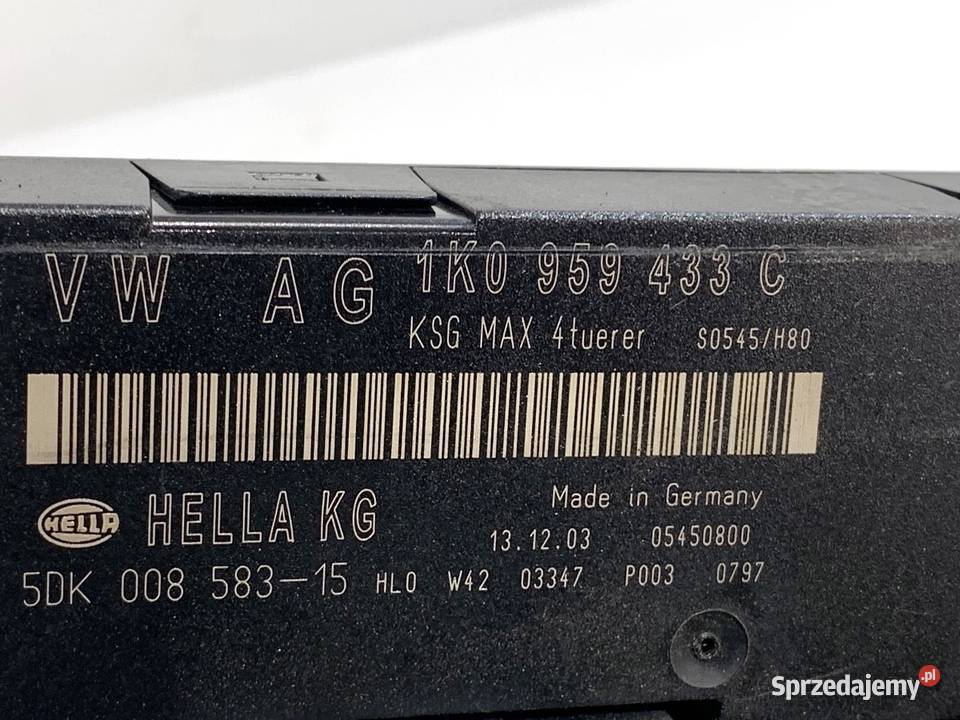 VW AG 1K0 959 433 C
KSG MAX 4tuerer S0545/H80
HELLA HELLA KG Made in Germany
13.12.03 05450800
5DK 008 583-15 HL0 W42 03347 P003 0797
Sprzedajemy.pl